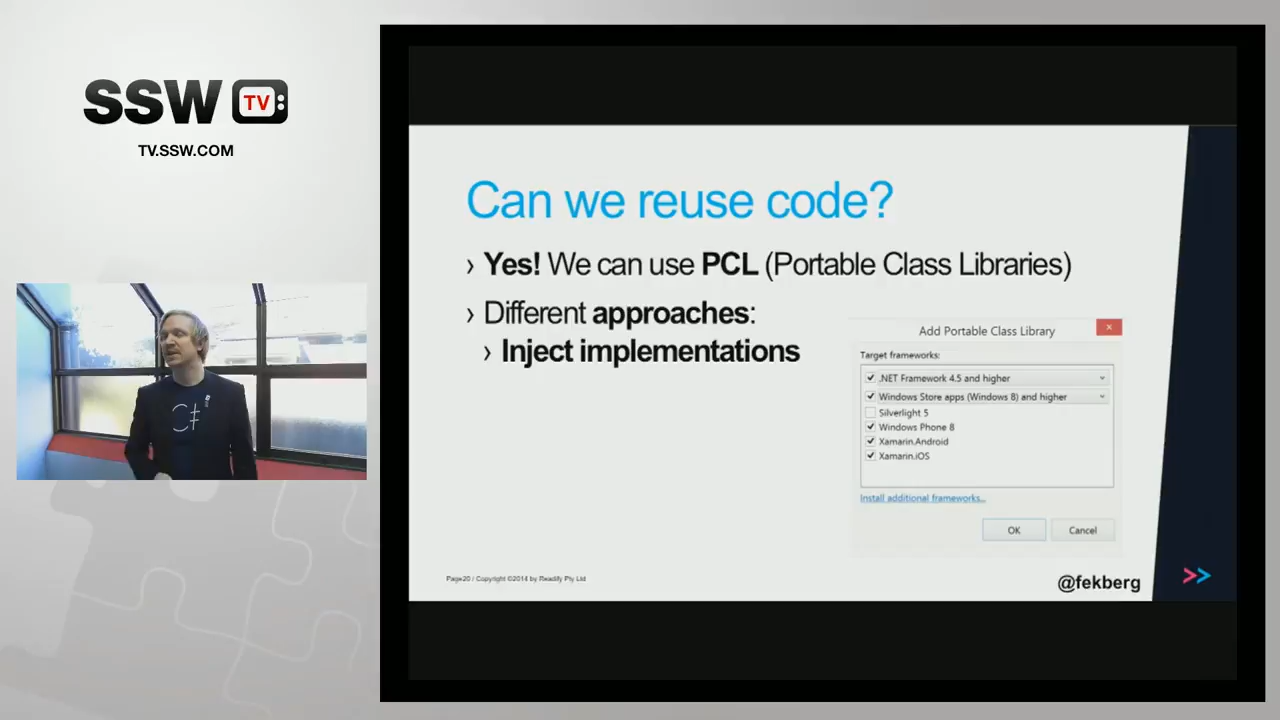 SSW TV
TV.SSW.COM
C#
Can we reuse code?
› Yes! We can use PCL (Portable Class Libraries)
› Different approaches:
› Inject implementations
Add Portable Class Library
Target frameworks:
.NET Framework 4.5 and higher
Windows Store apps (Windows 8) and higher
Silverlight 5
Windows Phone 8
Xamarin.Android
Xamarin.iOS
Install additional frameworks...
OK
Cancel
Page20 / Copyright ©2014 by Readify Pty Ltd
@fekberg